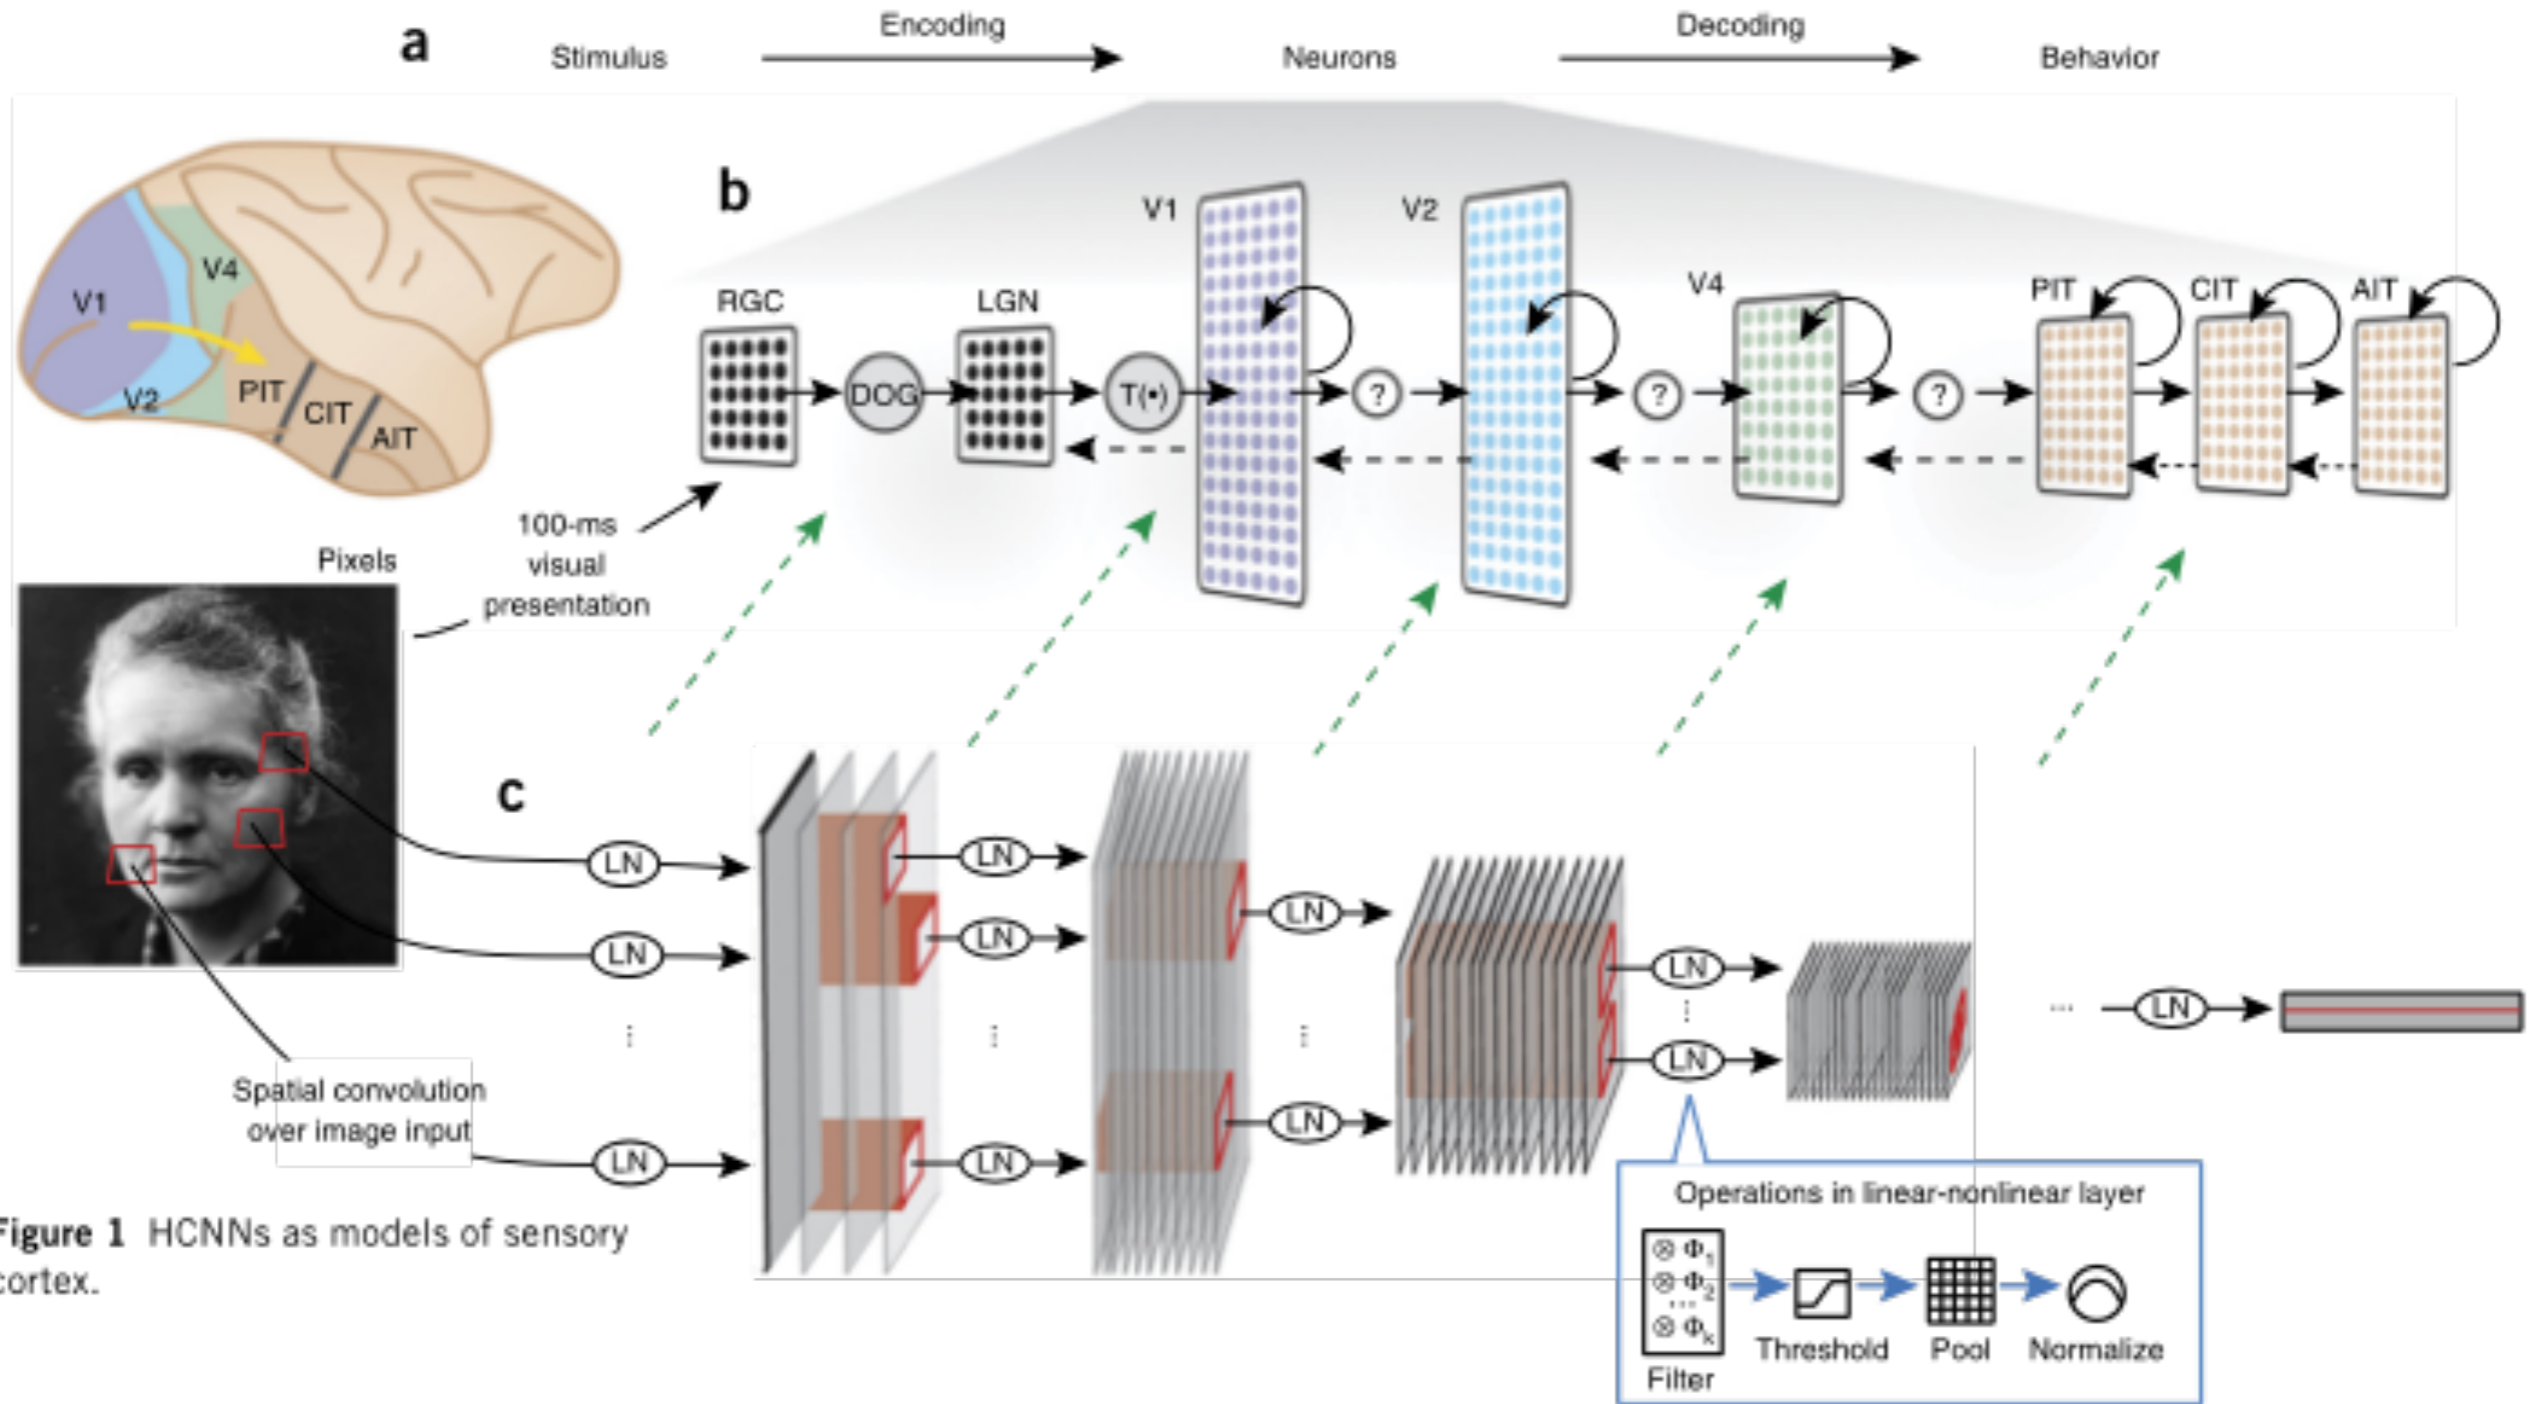 a
Stimulus
Encoding
Neurons
Decoding
Behavior
V1
V2
V4
PIT
CIT
AIT
b
RGC
DOG
LGN
T(•)
V1
?
V2
?
V4
?
PIT
CIT
AIT
Pixels
100-ms
visual
presentation
c
LN
LN
⋮
LN
Spatial convolution
over image input
LN
LN
⋮
LN
LN
⋮
LN
LN
⋮
LN
...
LN
Operations in linear-nonlinear layer
⊗ Φ1
⊗ Φ2
...
⊗ Φk
Filter
Threshold
Pool
Normalize
Figure 1 HCNNs as models of sensory
cortex.